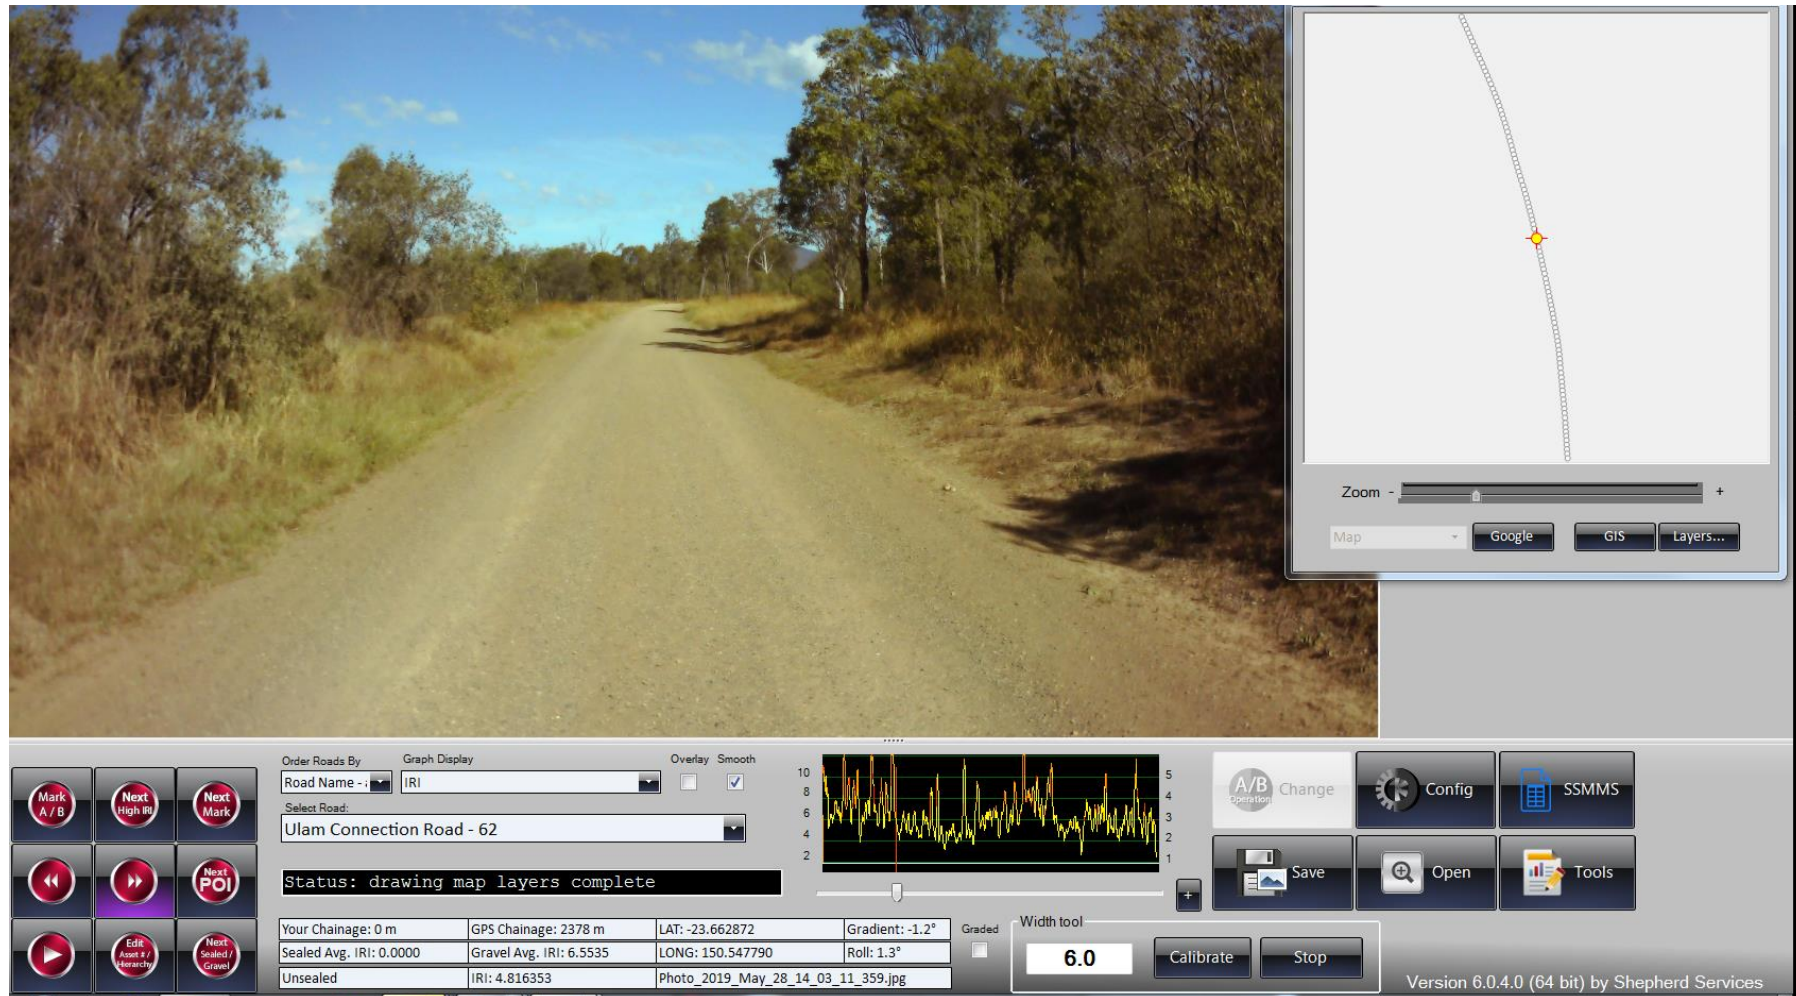 Zoom - +
Map
Google
GIS
Layers...
Order Roads By
Graph Display
Overlay
Smooth
IRI
Select Road:
Ulam Connection Road - 62
Status: drawing map layers complete
Mark
A / B
Next
High IRI
Next
Mark
Next
POI
Edit
Asset # /
Hierarchy
Next
Sealed /
Gravel
10
8
6
4
2
5
4
3
2
1
+
A/B
Operation
Change
Config
SSMMS
Save
Open
Tools
Your Chainage: 0 m
GPS Chainage: 2378 m
LAT: -23.662872
Gradient: -1.2°
Graded
Sealed Avg. IRI: 0.0000
Gravel Avg. IRI: 6.5535
LONG: 150.547790
Roll: 1.3°
Unsealed
IRI: 4.816353
Photo_2019_May_28_14_03_11_359.jpg
Width tool
6.0
Calibrate
Stop
Road Name -
Version 6.0.4.0 (64 bit) by Shepherd Services